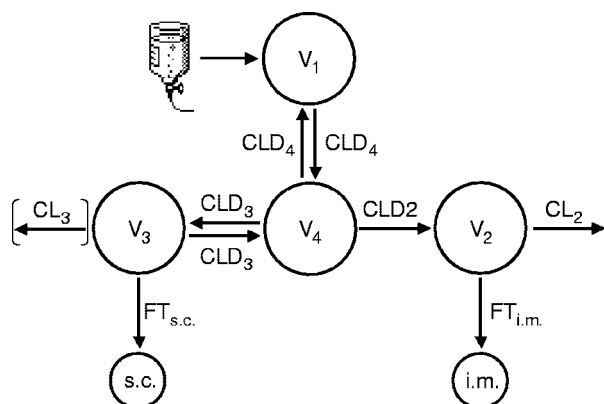 V₁
CLD₄ CLD₄
CL₃ V₃ CLD₃ V₄ CLD2 V₂ CL₂
CLD₃
FTs.c. FTi.m.
s.c. i.m.